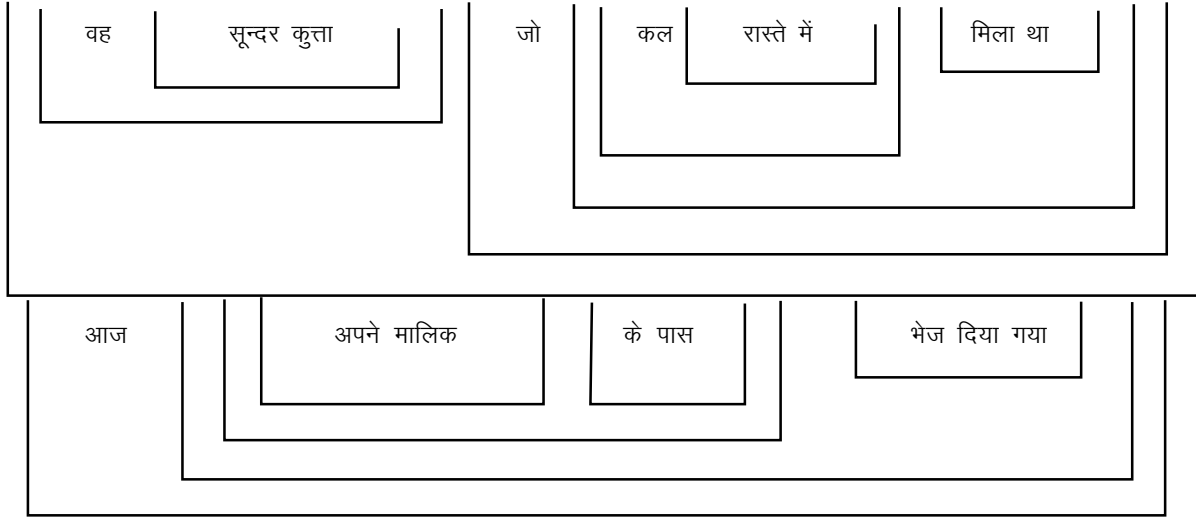 वह सून्दर कुत्ता जो कल रास्ते में मिला था
आज अपने मालिक के पास भेज दिया गया